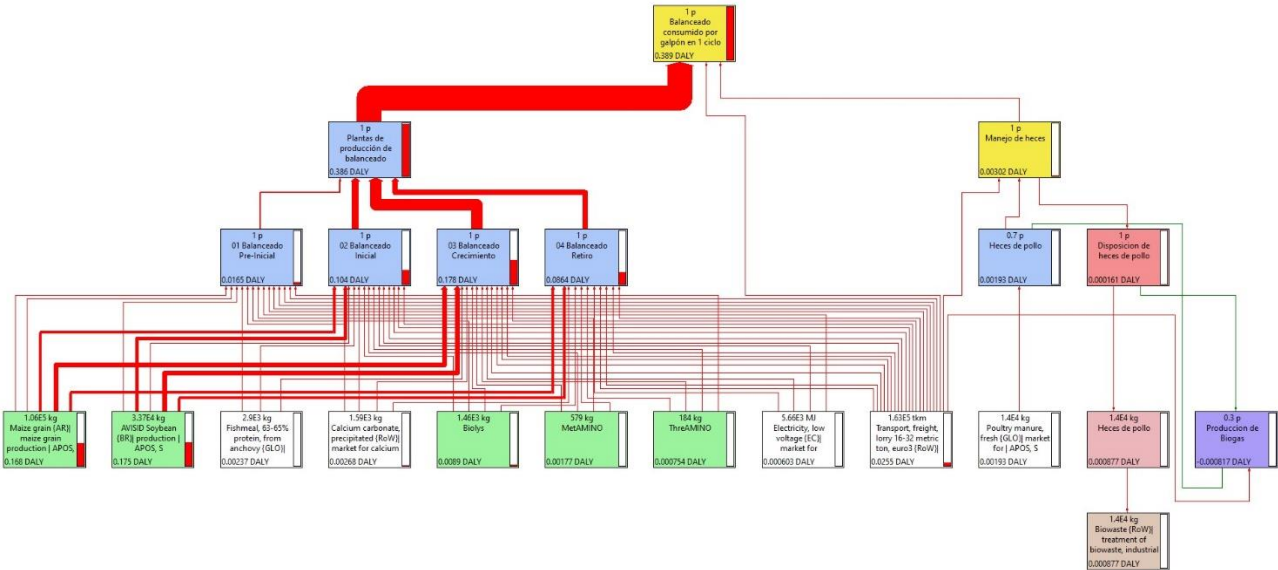 1 p
Balanceado
consumido por
galpón en 1 ciclo
0.389 DALY
1 p
Plantas de
producción de
balanceado
0.386 DALY
1 p
Manejo de heces
0.00302 DALY
1 p
01 Balanceado
Pre-Inicial
0.0165 DALY
1 p
02 Balanceado
Inicial
0.104 DALY
1 p
03 Balanceado
Crecimiento
0.178 DALY
1 p
04 Balanceado
Retiro
0.0864 DALY
0.7 p
Heces de pollo
0.00193 DALY
1 p
Disposicion de
heces de pollo
0.000161 DALY
1.06E5 kg
Maize grain {AR}|
maize grain
production | APOS,
0.168 DALY
3.37E4 kg
AVISID Soybean
{BR}| production |
APOS, S
0.175 DALY
2.9E3 kg
Fishmeal, 63-65%
protein, from
anchovy {GLO}|
0.00237 DALY
1.59E3 kg
Calcium carbonate,
precipitated {RoW}|
market for calcium
0.00268 DALY
1.46E3 kg
Biolys
0.0089 DALY
579 kg
MetAMINO
0.00177 DALY
184 kg
ThreAMINO
0.000754 DALY
5.66E3 MJ
Electricity, low
voltage {EC}|
market for
0.000603 DALY
1.63E5 tkm
Transport, freight,
lorry 16-32 metric
ton, euro3 {RoW}|
0.0255 DALY
1.4E4 kg
Poultry manure,
fresh {GLO}| market
for | APOS, S
0.00193 DALY
1.4E4 kg
Heces de pollo
0.000877 DALY
0.3 p
Produccion de
Biogas
-0.000817 DALY
1.4E4 kg
Biowaste {RoW}|
treatment of
biowaste, industrial
0.000877 DALY